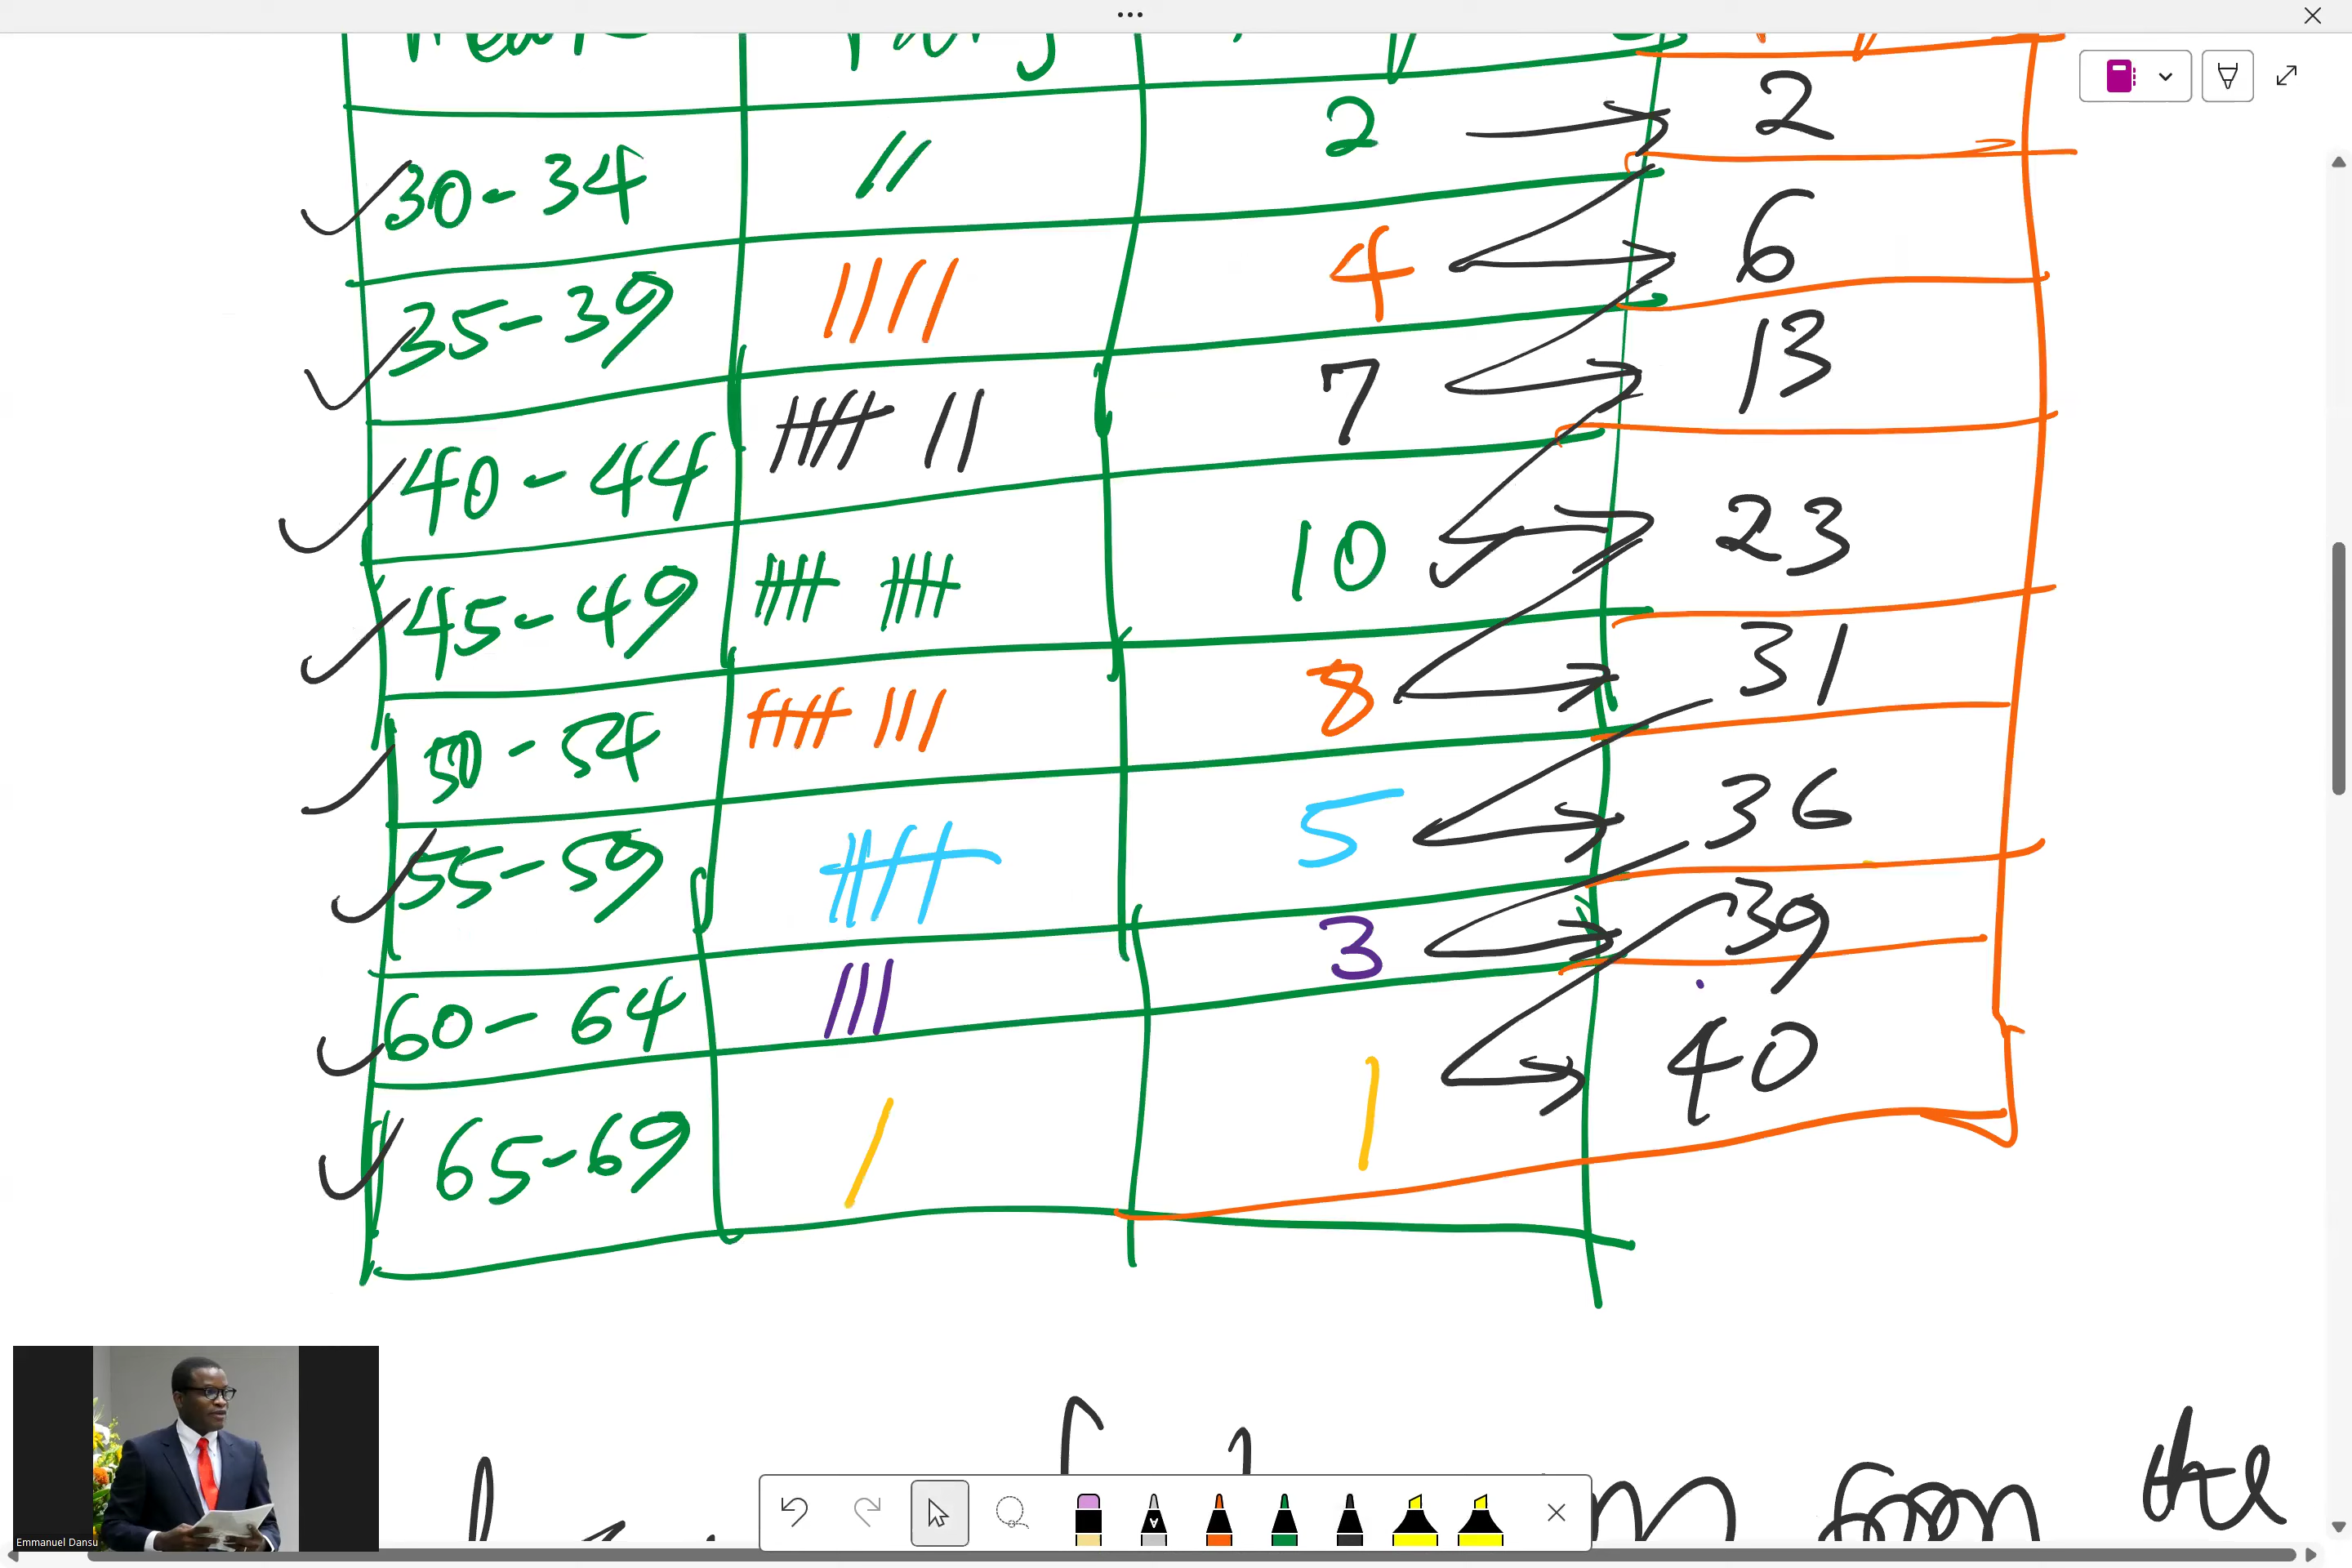 30-34 || 2 2
35-39 |||| 4 6
40-44 |||| || 7 13
45-49 |||| |||| 10 23
50-54 |||| ||| 8 31
55-59 |||| 5 36
60-64 ||| 3 39
65-69 | 1 40
from the
Emmanuel Dansu